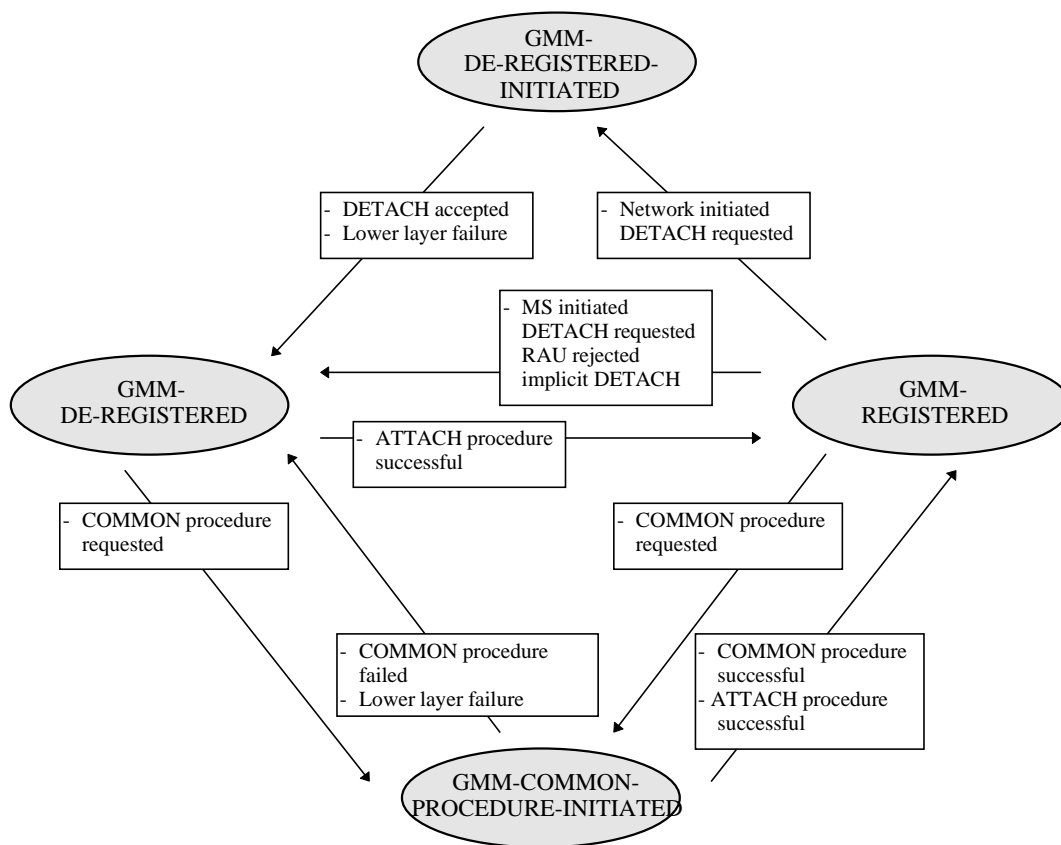 GMM-
DE-REGISTERED-
INITIATED
- DETACH accepted
- Lower layer failure
- Network initiated
DETACH requested
- MS initiated
DETACH requested
RAU rejected
implicit DETACH
GMM-
DE-REGISTERED
GMM-
REGISTERED
- ATTACH procedure
successful
- COMMON procedure
requested
- COMMON procedure
requested
- COMMON procedure
failed
- Lower layer failure
- COMMON procedure
successful
- ATTACH procedure
successful
GMM-COMMON-
PROCEDURE-INITIATED